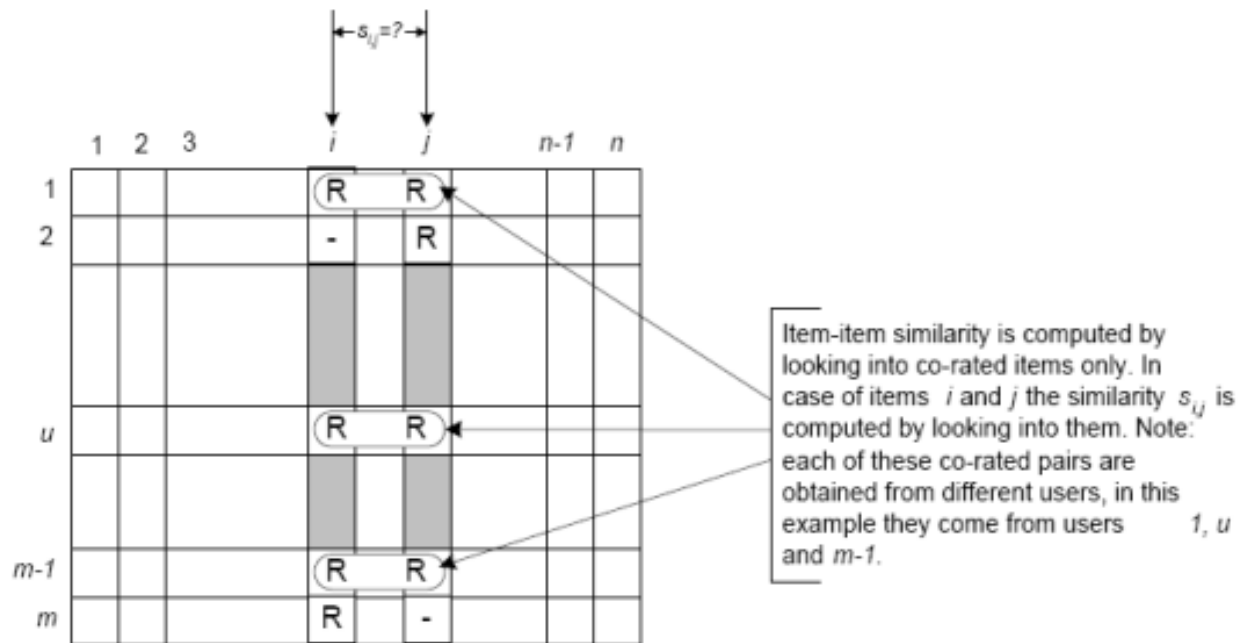 s i,j =?
1 2 3 i j n-1 n
1 R R
2 - R
u R R
Item-item similarity is computed by
looking into co-rated items only. In
case of items i and j the similarity s i,j is
computed by looking into them. Note:
each of these co-rated pairs are
obtained from different users, in this
example they come from users 1, u
and m-1.
m-1 R R
m R -